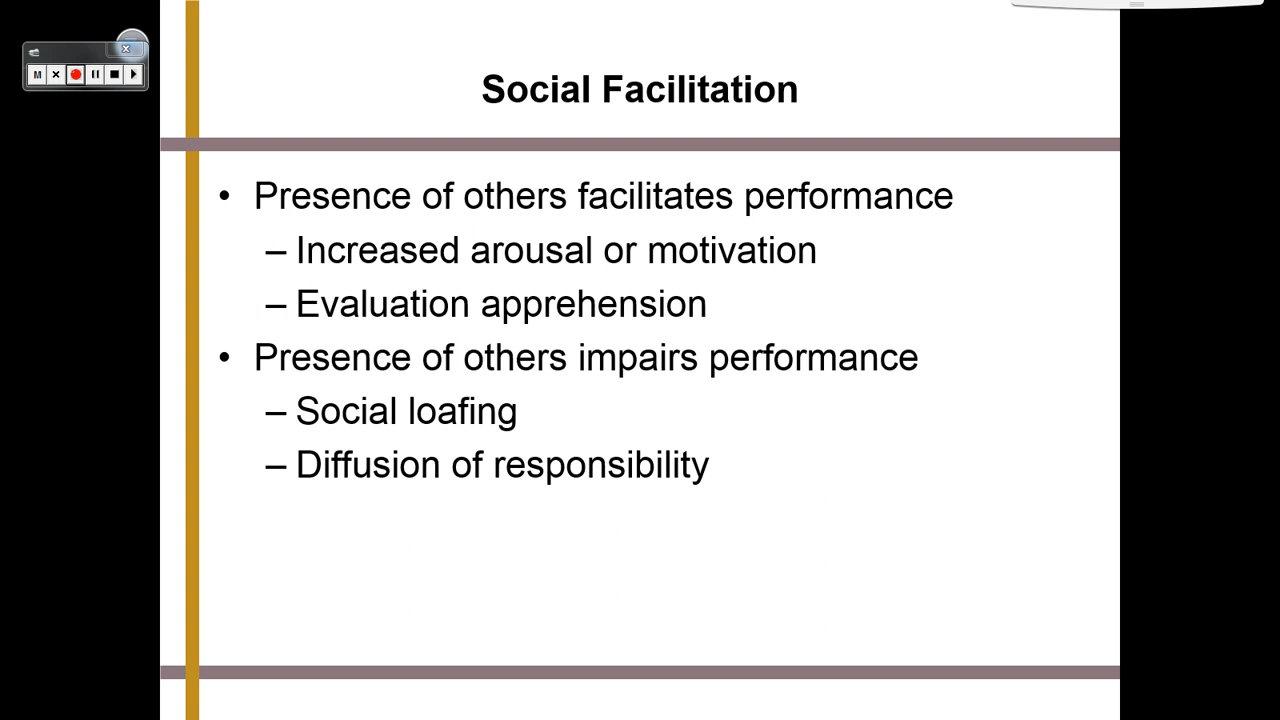 M
Social Facilitation
• Presence of others facilitates performance
– Increased arousal or motivation
– Evaluation apprehension
• Presence of others impairs performance
– Social loafing
– Diffusion of responsibility